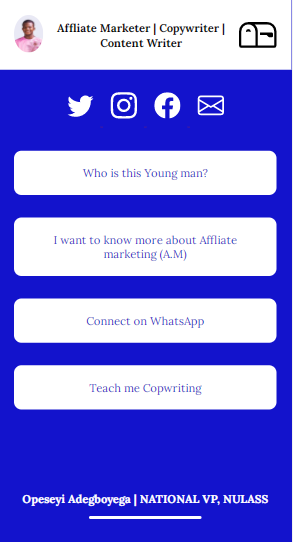 Affliate Marketer | Copywriter |
Content Writer
Who is this Young man?
I want to know more about Affliate
marketing (A.M)
Connect on WhatsApp
Teach me Copwriting
Opeseyi Adegboyega | NATIONAL VP, NULASS